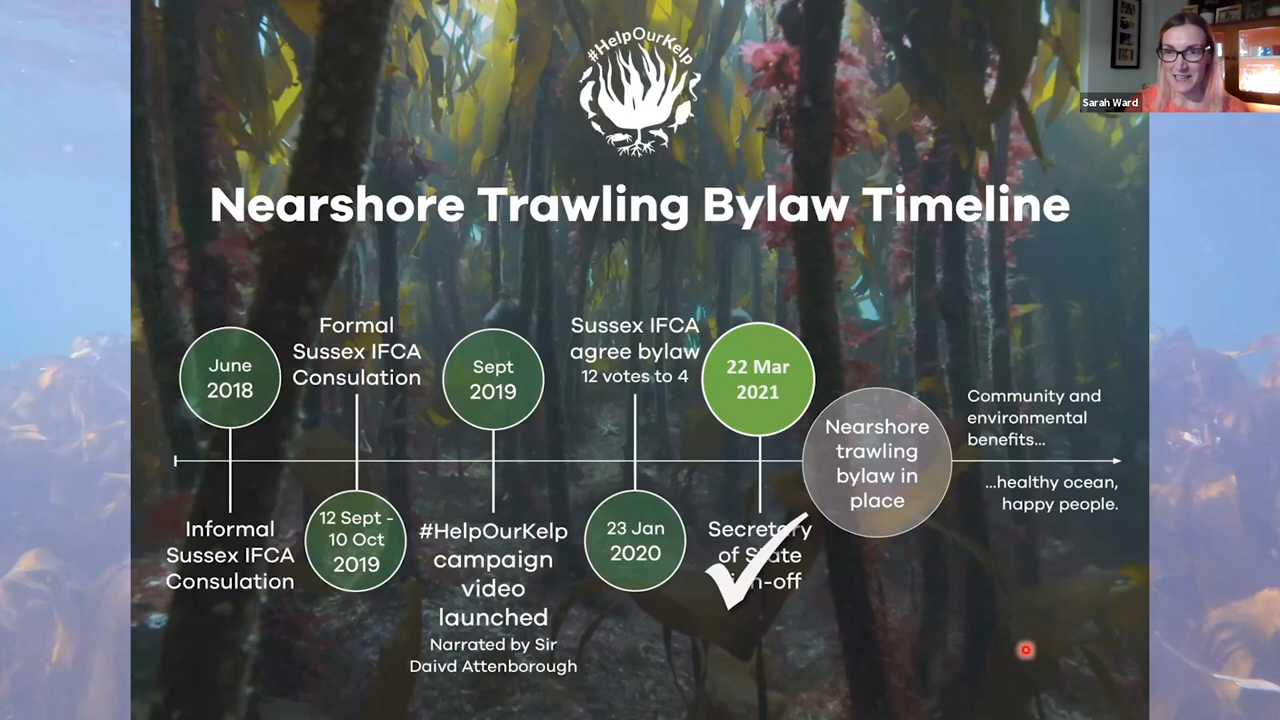 #HelpOurKelp
Sarah Ward
Nearshore Trawling Bylaw Timeline
June
2018
Informal
Sussex IFCA
Consulation
Formal
Sussex IFCA
Consulation
12 Sept -
10 Oct
2019
Sept
2019
#HelpOurKelp
campaign
video
launched
Narrated by Sir
Daivd Attenborough
Sussex IFCA
agree bylaw
12 votes to 4
23 Jan
2020
22 Mar
2021
Secretary
of State
sign-off
Nearshore
trawling
bylaw in
place
Community and
environmental
benefits...
...healthy ocean,
happy people.